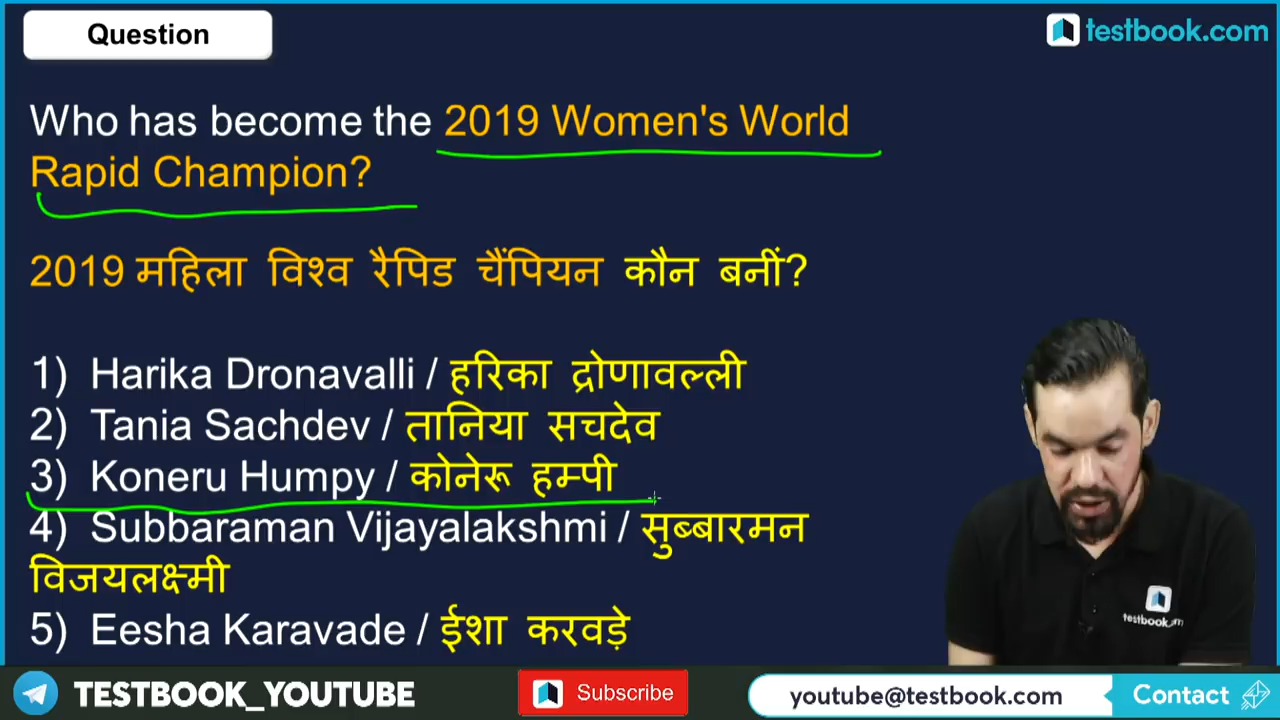 Question
testbook.com
Who has become the 2019 Women's World
Rapid Champion?
2019 महिला विश्व रैपिड चैंपियन कौन बनीं?
1) Harika Dronavalli / हरिका द्रोणावल्ली
2) Tania Sachdev / तानिया सचदेव
3) Koneru Humpy / कोनेरू हम्पी
4) Subbaraman Vijayalakshmi / सुब्बारमन
विजयलक्ष्मी
5) Eesha Karavade / ईशा करवड़े
testbook.com
TESTBOOK_YOUTUBE
Subscribe
youtube@testbook.com
Contact